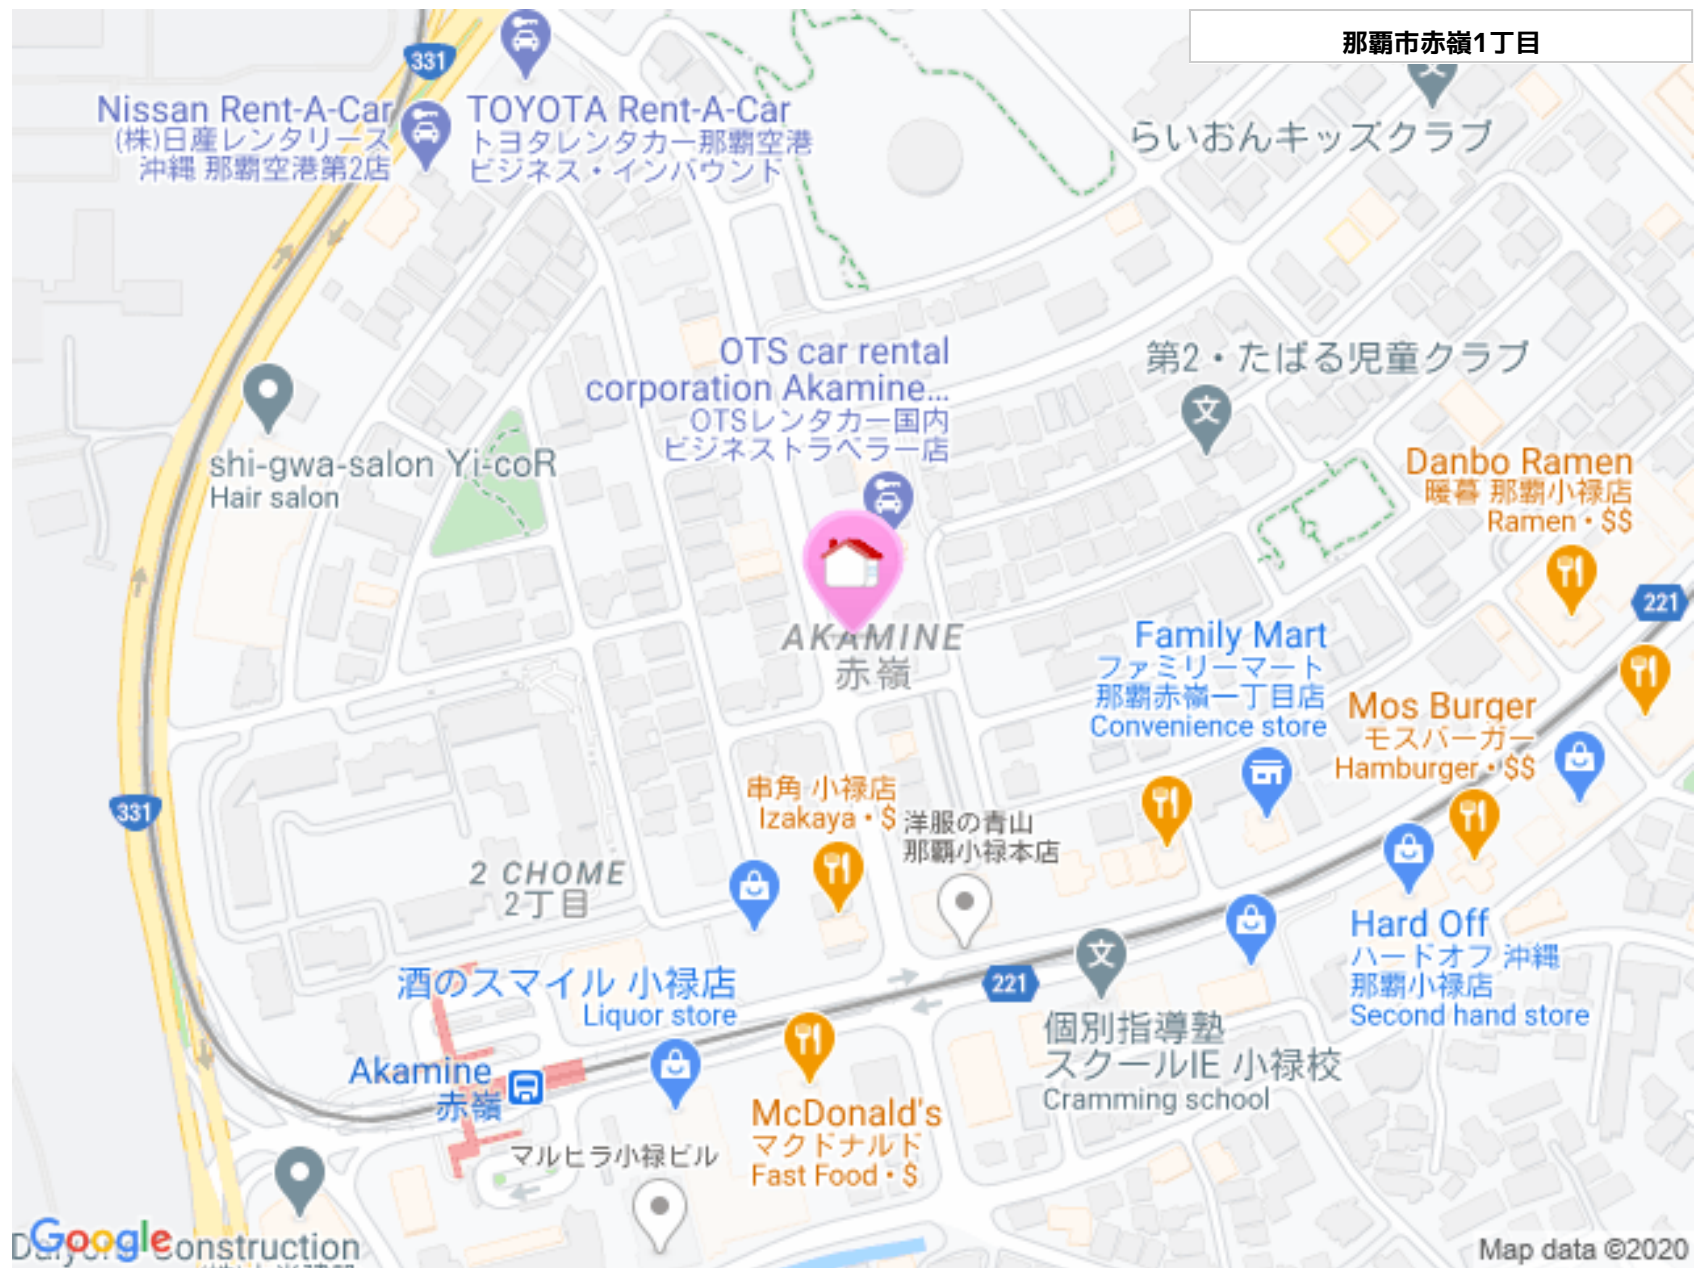 那覇市赤嶺1丁目
331
Nissan Rent-A-Car
(株)日産レンタリース
沖縄 那覇空港第2店
TOYOTA Rent-A-Car
トヨタレンタカー那覇空港
ビジネス・インバウンド
らいおんキッズクラブ
文
OTS car rental
corporation Akamine...
OTSレンタカー国内
ビジネストラベラー店
第2・たばる児童クラブ
文
shi-gwa-salon Yi-coR
Hair salon
Danbo Ramen
暖暮 那覇小禄店
Ramen • $$
221
AKAMINE
赤嶺
Family Mart
ファミリーマート
那覇赤嶺一丁目店
Convenience store
Mos Burger
モスバーガー
Hamburger • $$
331
串角 小禄店
Izakaya • $
洋服の青山
那覇小禄本店
2 CHOME
2丁目
酒のスマイル 小禄店
Liquor store
221
文
Hard Off
ハードオフ 沖縄
那覇小禄店
Second hand store
個別指導塾
スクールIE 小禄校
Cramming school
Akamine
赤嶺
McDonald's
マクドナルド
Fast Food • $
マルヒラ小禄ビル
Google
Construction
Map data ©2020